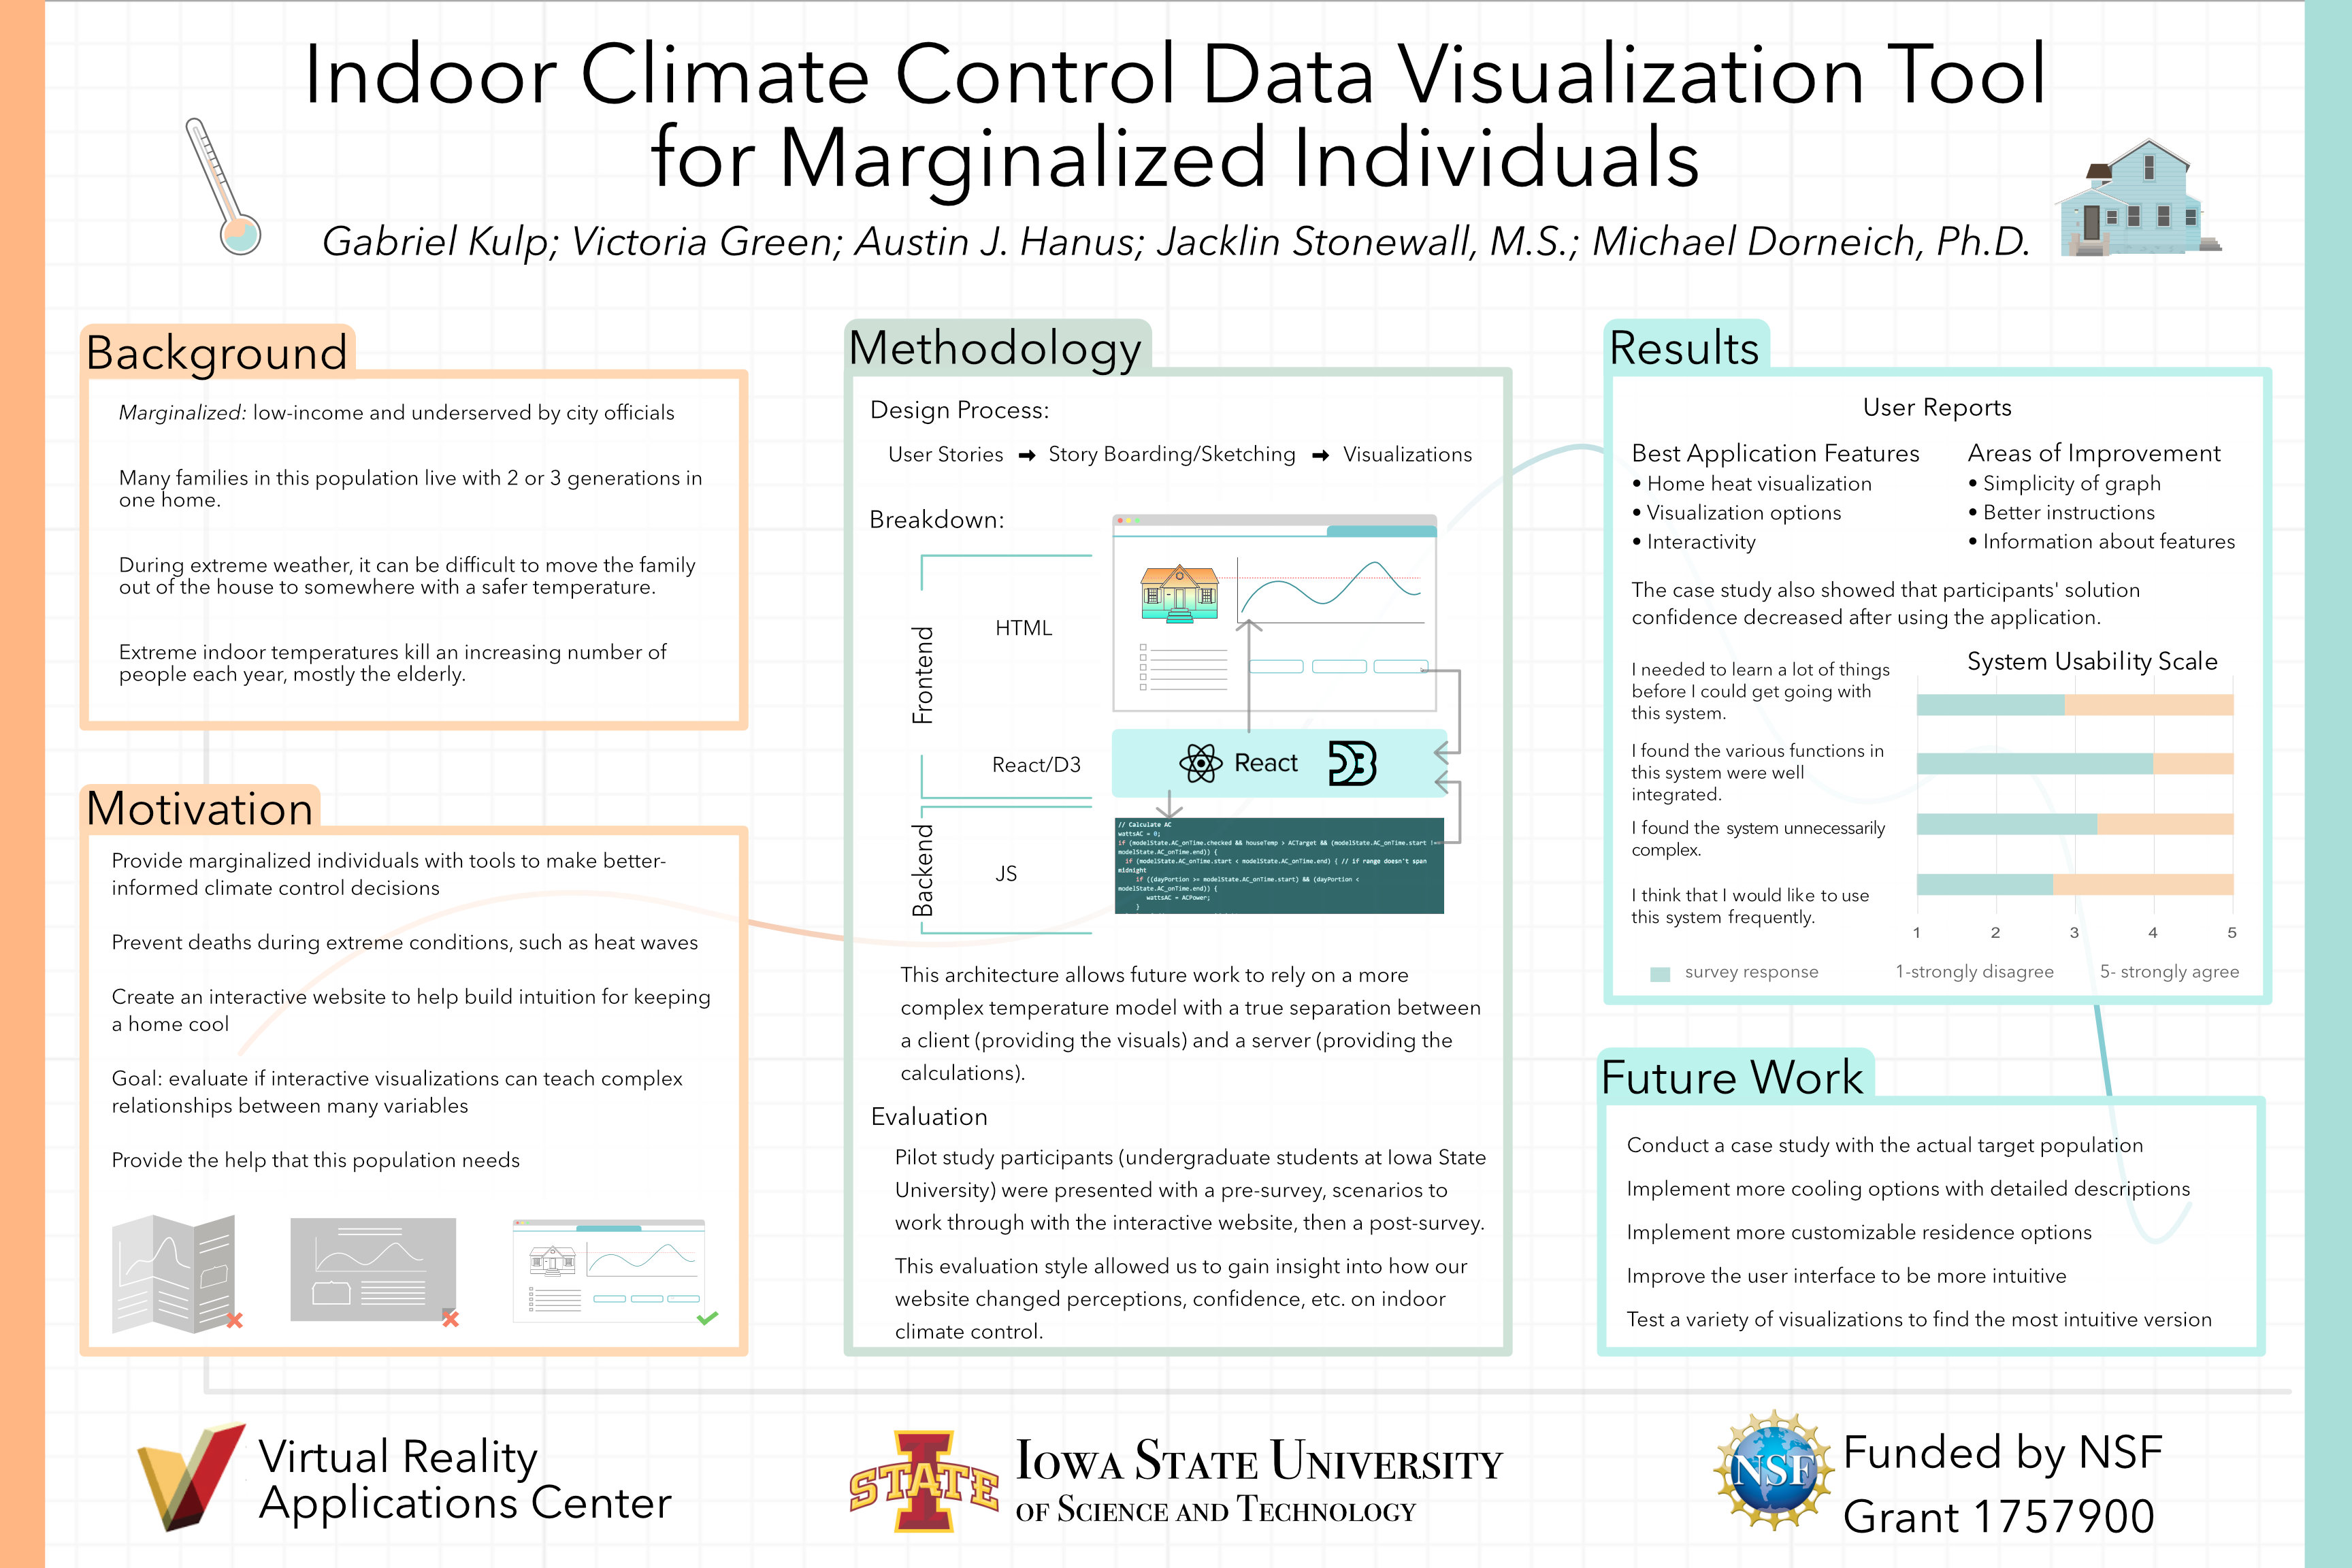 Indoor Climate Control Data Visualization Tool
for Marginalized Individuals
Gabriel Kulp; Victoria Green; Austin J. Hanus; Jacklin Stonewall, M.S.; Michael Dorneich, Ph.D.
Background
Marginalized: low-income and underserved by city officials
Many families in this population live with 2 or 3 generations in
one home.
During extreme weather, it can be difficult to move the family
out of the house to somewhere with a safer temperature.
Extreme indoor temperatures kill an increasing number of
people each year, mostly the elderly.
Motivation
Provide marginalized individuals with tools to make better-
informed climate control decisions
Prevent deaths during extreme conditions, such as heat waves
Create an interactive website to help build intuition for keeping
a home cool
Goal: evaluate if interactive visualizations can teach complex
relationships between many variables
Provide the help that this population needs
Methodology
Design Process:
User Stories ➡ Story Boarding/Sketching ➡ Visualizations
Breakdown:
Frontend
HTML
React/D3
React D3
Backend
JS
// Calculate AC
wattsAC = 0;
if (modelState.AC_onTime.checked && houseTemp > ACTarget && (modelState.AC_onTime.start !==
modelState.AC_onTime.end)) {
if (modelState.AC_onTime.start < modelState.AC_onTime.end) { // if range doesn't span
midnight
if ((dayPortion >= modelState.AC_onTime.start) && (dayPortion <
modelState.AC_onTime.end)) {
wattsAC = ACPower;
}
This architecture allows future work to rely on a more
complex temperature model with a true separation between
a client (providing the visuals) and a server (providing the
calculations).
Evaluation
Pilot study participants (undergraduate students at Iowa State
University) were presented with a pre-survey, scenarios to
work through with the interactive website, then a post-survey.
This evaluation style allowed us to gain insight into how our
website changed perceptions, confidence, etc. on indoor
climate control.
Results
User Reports
Best Application Features
• Home heat visualization
• Visualization options
• Interactivity
Areas of Improvement
• Simplicity of graph
• Better instructions
• Information about features
The case study also showed that participants' solution
confidence decreased after using the application.
System Usability Scale
I needed to learn a lot of things
before I could get going with
this system.
I found the various functions in
this system were well
integrated.
I found the system unnecessarily
complex.
I think that I would like to use
this system frequently.
1 2 3 4 5
survey response 1-strongly disagree 5- strongly agree
Future Work
Conduct a case study with the actual target population
Implement more cooling options with detailed descriptions
Implement more customizable residence options
Improve the user interface to be more intuitive
Test a variety of visualizations to find the most intuitive version
Virtual Reality
Applications Center
STATE
Iowa State University
of Science and Technology
NSF
Funded by NSF
Grant 1757900